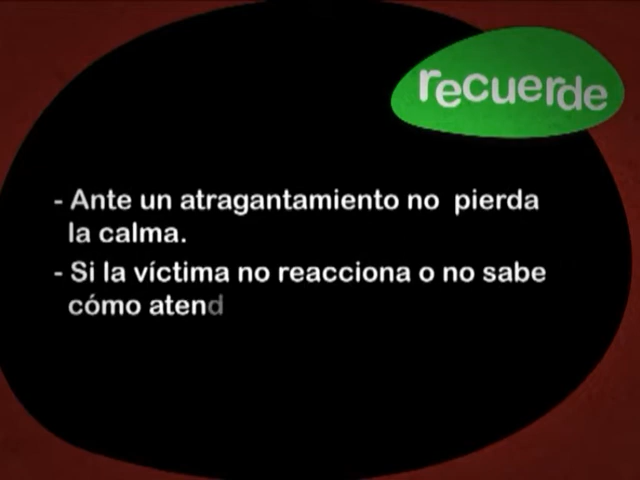 recuerde
- Ante un atragantamiento no pierda
la calma.
- Si la víctima no reacciona o no sabe
cómo atend